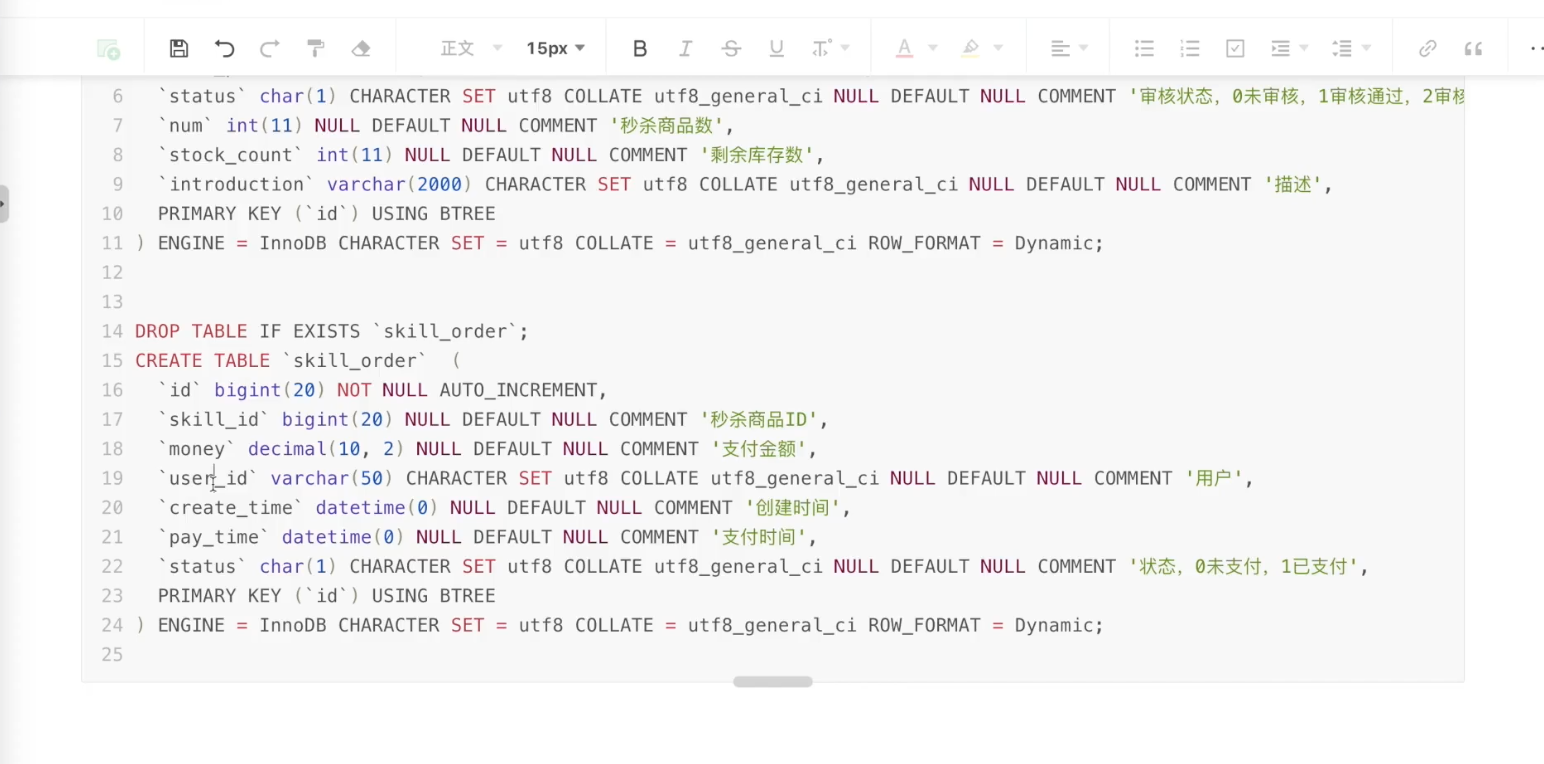 正文 15px B I S U T A
6 `status` char(1) CHARACTER SET utf8 COLLATE utf8_general_ci NULL DEFAULT NULL COMMENT '审核状态，0未审核，1审核通过，2审核
7 `num` int(11) NULL DEFAULT NULL COMMENT '秒杀商品数',
8 `stock_count` int(11) NULL DEFAULT NULL COMMENT '剩余库存数',
9 `introduction` varchar(2000) CHARACTER SET utf8 COLLATE utf8_general_ci NULL DEFAULT NULL COMMENT '描述',
10 PRIMARY KEY (`id`) USING BTREE
11 ) ENGINE = InnoDB CHARACTER SET = utf8 COLLATE = utf8_general_ci ROW_FORMAT = Dynamic;
12
13
14 DROP TABLE IF EXISTS `skill_order`;
15 CREATE TABLE `skill_order` (
16 `id` bigint(20) NOT NULL AUTO_INCREMENT,
17 `skill_id` bigint(20) NULL DEFAULT NULL COMMENT '秒杀商品ID',
18 `money` decimal(10, 2) NULL DEFAULT NULL COMMENT '支付金额',
19 `user_id` varchar(50) CHARACTER SET utf8 COLLATE utf8_general_ci NULL DEFAULT NULL COMMENT '用户',
20 `create_time` datetime(0) NULL DEFAULT NULL COMMENT '创建时间',
21 `pay_time` datetime(0) NULL DEFAULT NULL COMMENT '支付时间',
22 `status` char(1) CHARACTER SET utf8 COLLATE utf8_general_ci NULL DEFAULT NULL COMMENT '状态，0未支付，1已支付',
23 PRIMARY KEY (`id`) USING BTREE
24 ) ENGINE = InnoDB CHARACTER SET = utf8 COLLATE = utf8_general_ci ROW_FORMAT = Dynamic;
25